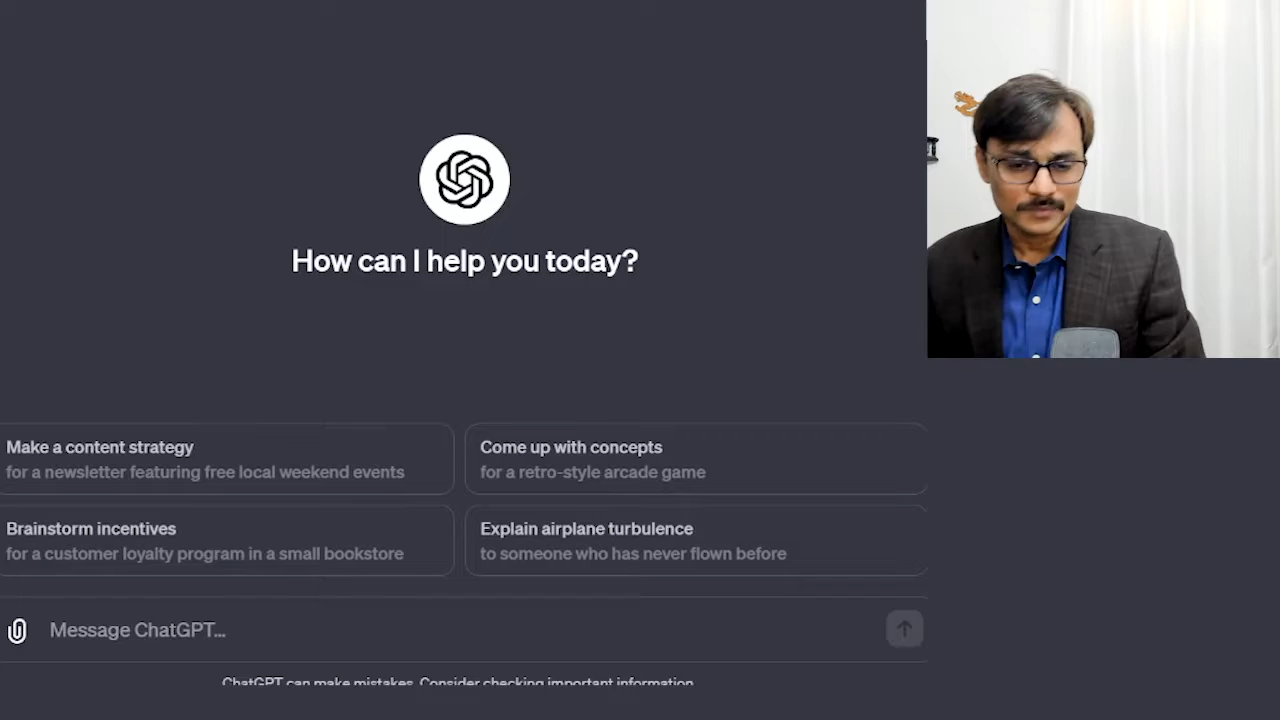 How can I help you today?
Make a content strategy
for a newsletter featuring free local weekend events
Come up with concepts
for a retro-style arcade game
Brainstorm incentives
for a customer loyalty program in a small bookstore
Explain airplane turbulence
to someone who has never flown before
Message ChatGPT...
ChatGPT can make mistakes. Consider checking important information.